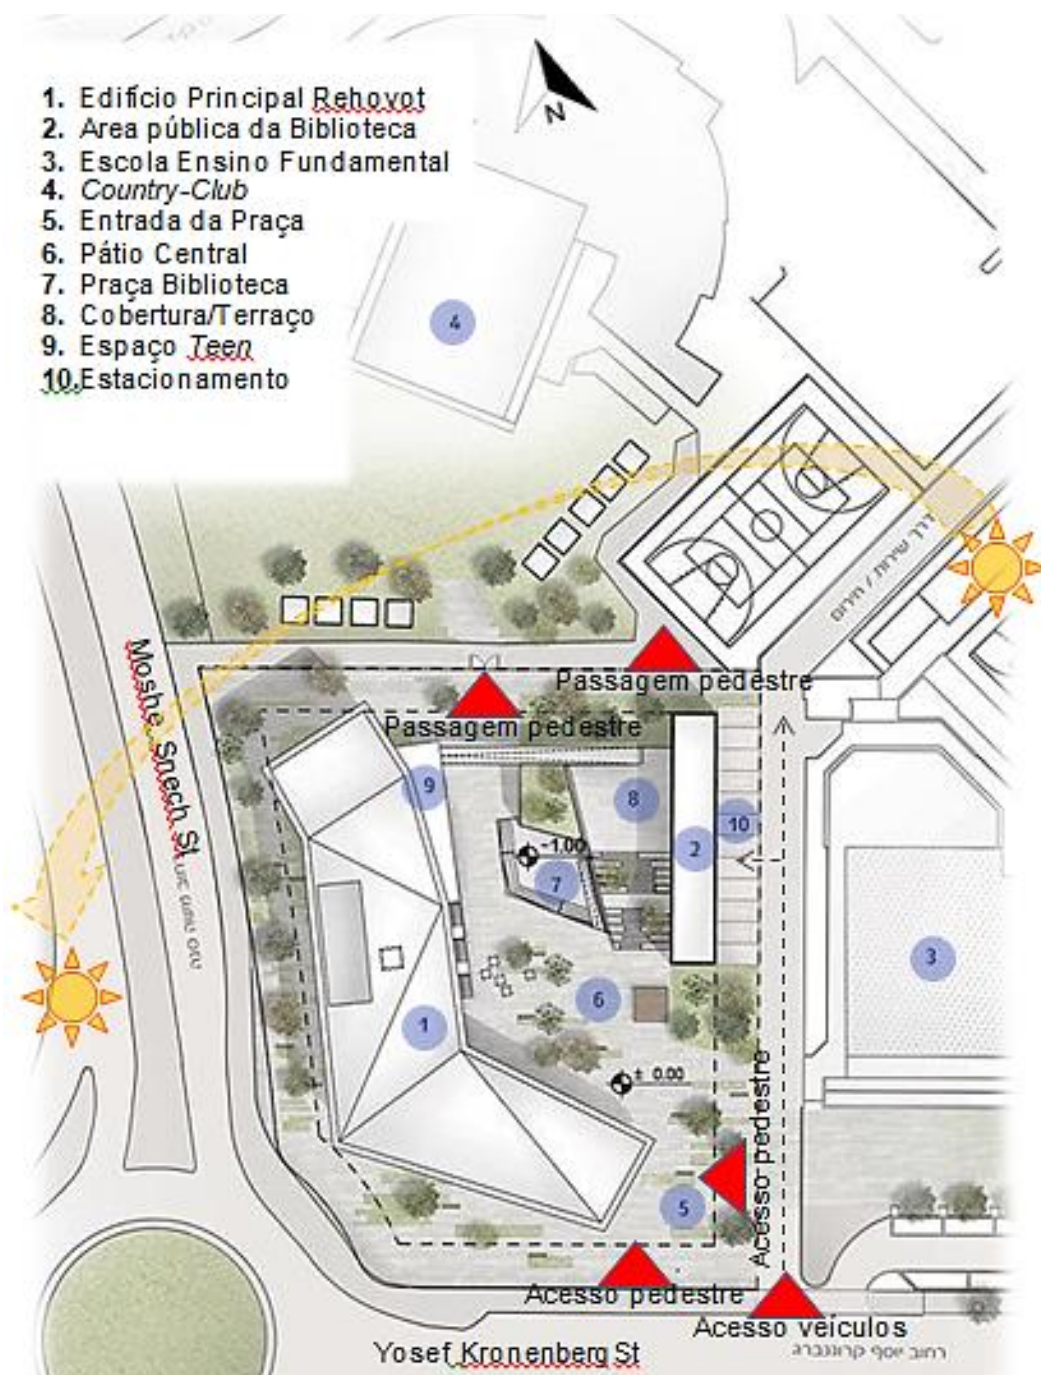 1. Edifício Principal Rehovot
2. Area pública da Biblioteca
3. Escola Ensino Fundamental
4. Country-Club
5. Entrada da Praça
6. Pátio Central
7. Praça Biblioteca
8. Cobertura/Terraço
9. Espaço Teen
10. Estacionamento
N
4
דרך שירות / חירום
Passagem pedestre
Passagem pedestre
Moshe Snech St
9
8
10
2
-1.00
7
3
6
1
± 0.00
Acesso pedestre
5
Acesso pedestre
Acesso veículos
Yosef Kronenberg St
רחוב יוסף קרוננברג